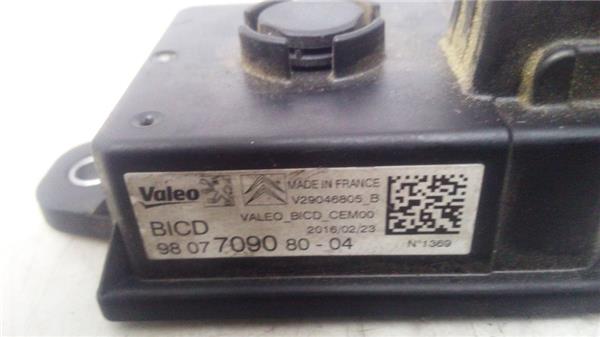 Valeo MADE IN FRANCE
V29046805_B
VALEO_BICD_CEM00
BICD 2016/02/23
98 07 7090 80-04 N°1369